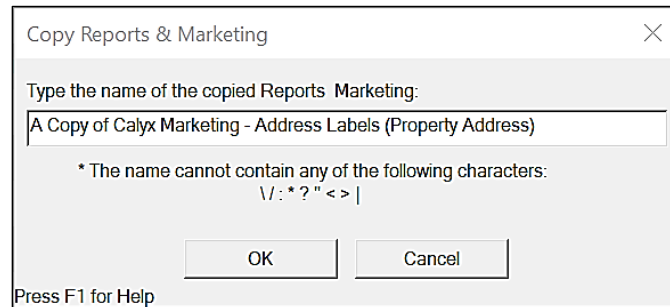 Copy Reports & Marketing
Type the name of the copied Reports Marketing:
A Copy of Calyx Marketing - Address Labels (Property Address)
* The name cannot contain any of the following characters:
\ / : * ? " < > |
OK Cancel
Press F1 for Help